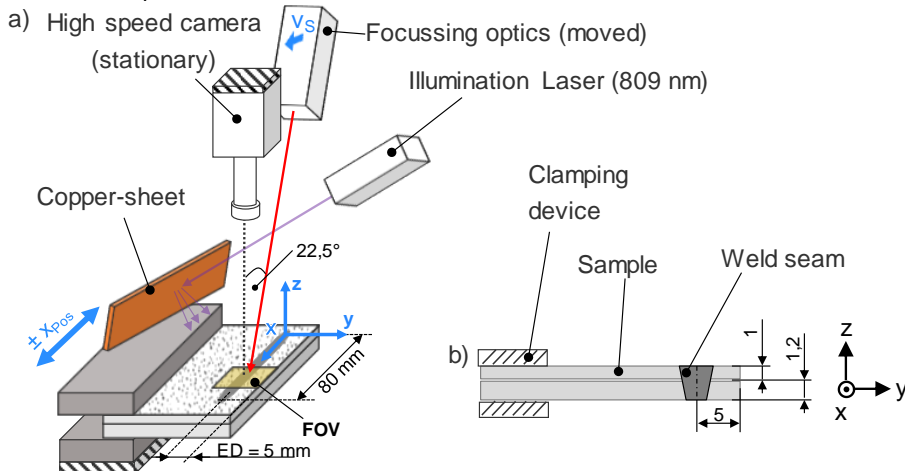 a)
High speed camera
(stationary)
Vs
Focussing optics (moved)
Illumination Laser (809 nm)
Copper-sheet
22,5°
± xPos
z
x
y
80 mm
FOV
ED = 5 mm
b)
Clamping
device
Sample
Weld seam
1
1,2
5
z
y
x